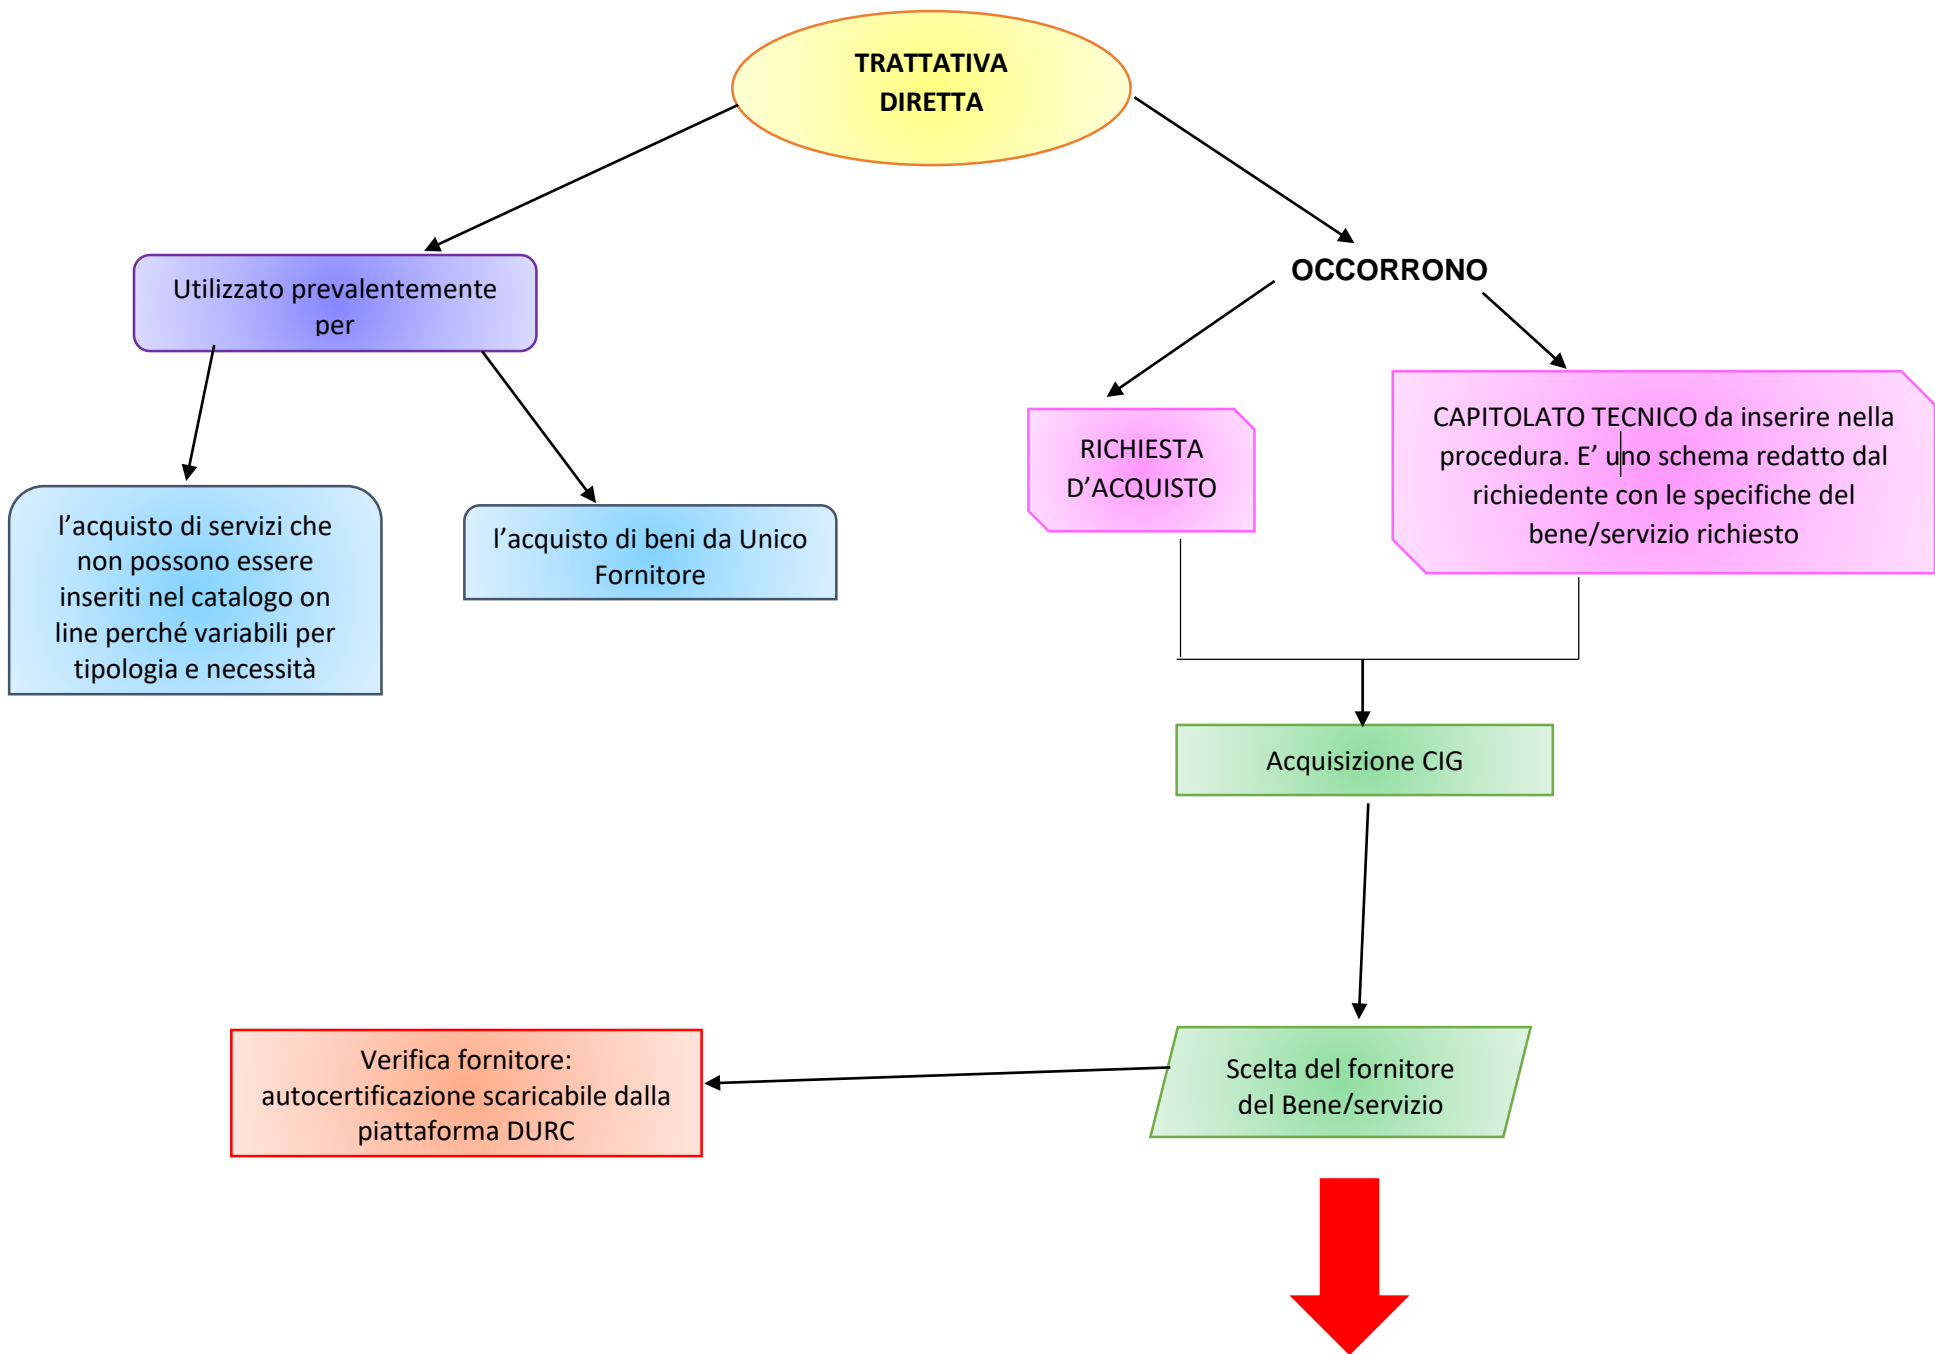 TRATTATIVA
DIRETTA
Utilizzato prevalentemente
per
OCCORRONO
l’acquisto di servizi che
non possono essere
inseriti nel catalogo on
line perché variabili per
tipologia e necessità
l’acquisto di beni da Unico
Fornitore
RICHIESTA
D’ACQUISTO
CAPITOLATO TECNICO da inserire nella
procedura. E’ uno schema redatto dal
richiedente con le specifiche del
bene/servizio richiesto
Acquisizione CIG
Verifica fornitore:
autocertificazione scaricabile dalla
piattaforma DURC
Scelta del fornitore
del Bene/servizio